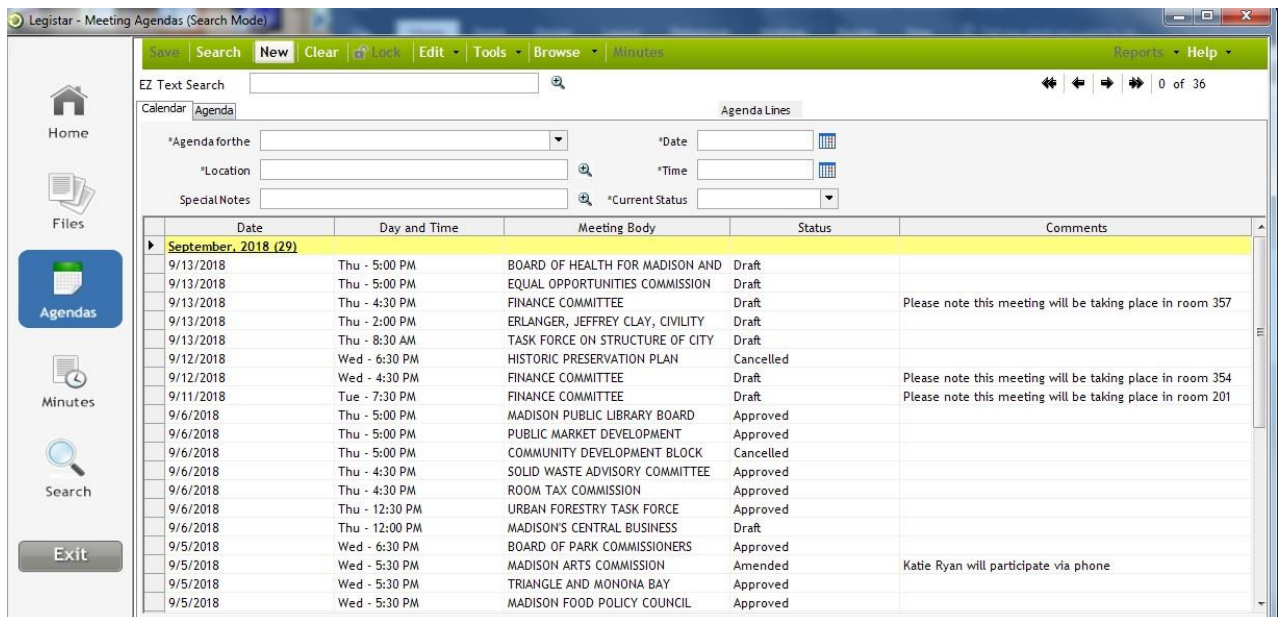 Legistar - Meeting Agendas (Search Mode)
Save Search New Clear Lock Edit Tools Browse Minutes Reports Help
EZ Text Search 0 of 36
Calendar Agenda Agenda Lines
*Agenda forthe *Date
*Location *Time
Special Notes *Current Status
Home
Files
Agendas
Minutes
Search
Exit
Date Day and Time Meeting Body Status Comments
September, 2018 (29)
9/13/2018 Thu - 5:00 PM BOARD OF HEALTH FOR MADISON AND Draft
9/13/2018 Thu - 5:00 PM EQUAL OPPORTUNITIES COMMISSION Draft
9/13/2018 Thu - 4:30 PM FINANCE COMMITTEE Draft Please note this meeting will be taking place in room 357
9/13/2018 Thu - 2:00 PM ERLANGER, JEFFREY CLAY, CIVILITY Draft
9/13/2018 Thu - 8:30 AM TASK FORCE ON STRUCTURE OF CITY Draft
9/12/2018 Wed - 6:30 PM HISTORIC PRESERVATION PLAN Cancelled
9/12/2018 Wed - 4:30 PM FINANCE COMMITTEE Draft Please note this meeting will be taking place in room 354
9/11/2018 Tue - 7:30 PM FINANCE COMMITTEE Draft Please note this meeting will be taking place in room 201
9/6/2018 Thu - 5:00 PM MADISON PUBLIC LIBRARY BOARD Approved
9/6/2018 Thu - 5:00 PM PUBLIC MARKET DEVELOPMENT Approved
9/6/2018 Thu - 5:00 PM COMMUNITY DEVELOPMENT BLOCK Cancelled
9/6/2018 Thu - 4:30 PM SOLID WASTE ADVISORY COMMITTEE Approved
9/6/2018 Thu - 4:30 PM ROOM TAX COMMISSION Approved
9/6/2018 Thu - 12:30 PM URBAN FORESTRY TASK FORCE Approved
9/6/2018 Thu - 12:00 PM MADISON'S CENTRAL BUSINESS Draft
9/5/2018 Wed - 6:30 PM BOARD OF PARK COMMISSIONERS Approved
9/5/2018 Wed - 5:30 PM MADISON ARTS COMMISSION Amended Katie Ryan will participate via phone
9/5/2018 Wed - 5:30 PM TRIANGLE AND MONONA BAY Approved
9/5/2018 Wed - 5:30 PM MADISON FOOD POLICY COUNCIL Approved